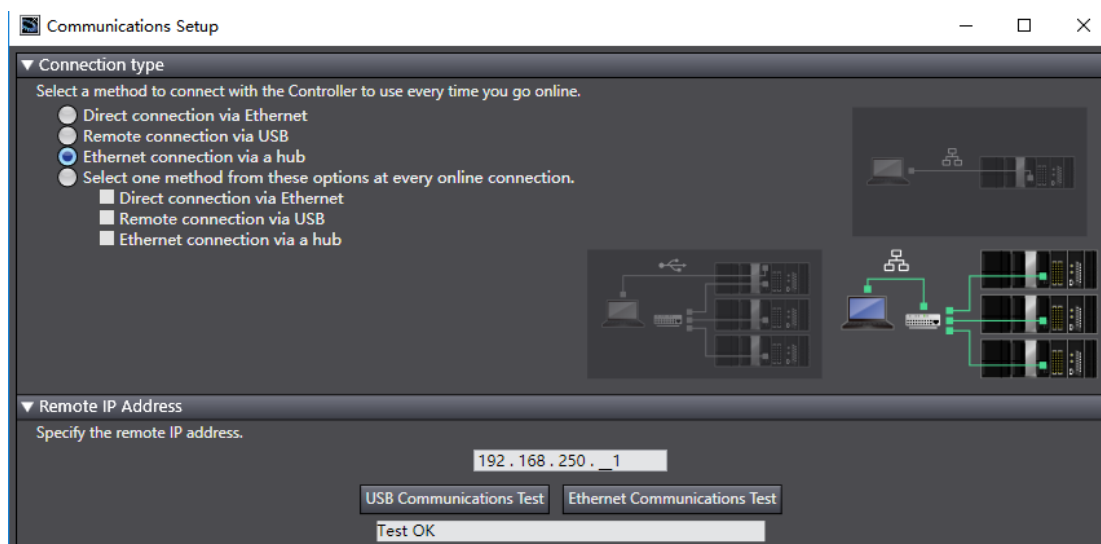 Communications Setup
▼ Connection type
Select a method to connect with the Controller to use every time you go online.
Direct connection via Ethernet
Remote connection via USB
Ethernet connection via a hub
Select one method from these options at every online connection.
Direct connection via Ethernet
Remote connection via USB
Ethernet connection via a hub
▼ Remote IP Address
Specify the remote IP address.
192 . 168 . 250 . __1
USB Communications Test Ethernet Communications Test
Test OK